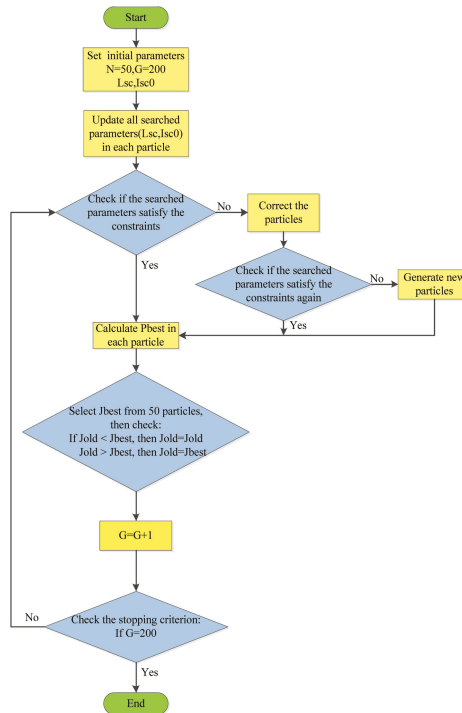 Start
Set initial parameters
N=50,G=200
Lsc,Isc0
Update all searched
parameters(Lsc,Isc0)
in each particle
Check if the searched
parameters satisfy the
constraints
No
Correct the
particles
Yes
Check if the searched
parameters satisfy the
constraints again
No
Generate new
particles
Yes
Calculate Pbest in
each particle
Select Jbest from 50 particles,
then check:
If Jold < Jbest, then Jold=Jold
Jold > Jbest, then Jold=Jbest
G=G+1
No
Check the stopping criterion:
If G=200
Yes
End